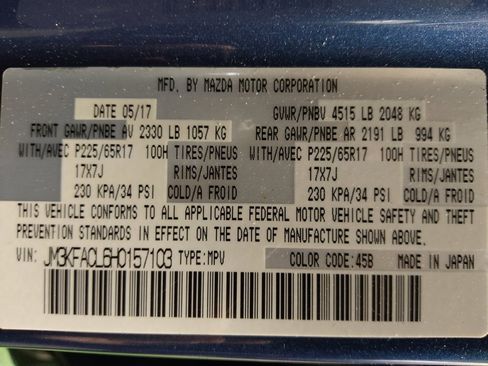 MFD. BY MAZDA MOTOR CORPORATION
DATE 05/17 GVWR/PNBV 4515 LB 2048 KG
FRONT GAWR/PNBE AV 2330 LB 1057 KG REAR GAWR/PNBE AR 2191 LB 994 KG
WITH/AVEC P225/65R17 100H TIRES/PNEUS WITH/AVEC P225/65R17 100H TIRES/PNEUS
17X7J RIMS/JANTES 17X7J RIMS/JANTES
230 KPA/34 PSI COLD/A FROID 230 KPA/34 PSI COLD/A FROID
THIS VEHICLE CONFORMS TO ALL APPLICABLE FEDERAL MOTOR VEHICLE SAFETY AND THEFT
PREVENTION STANDARDS IN EFFECT ON THE DATE OF MANUFACTURE SHOWN ABOVE.
VIN: JM3KFACL6H0157103 TYPE:MPV COLOR CODE:45B MADE IN JAPAN